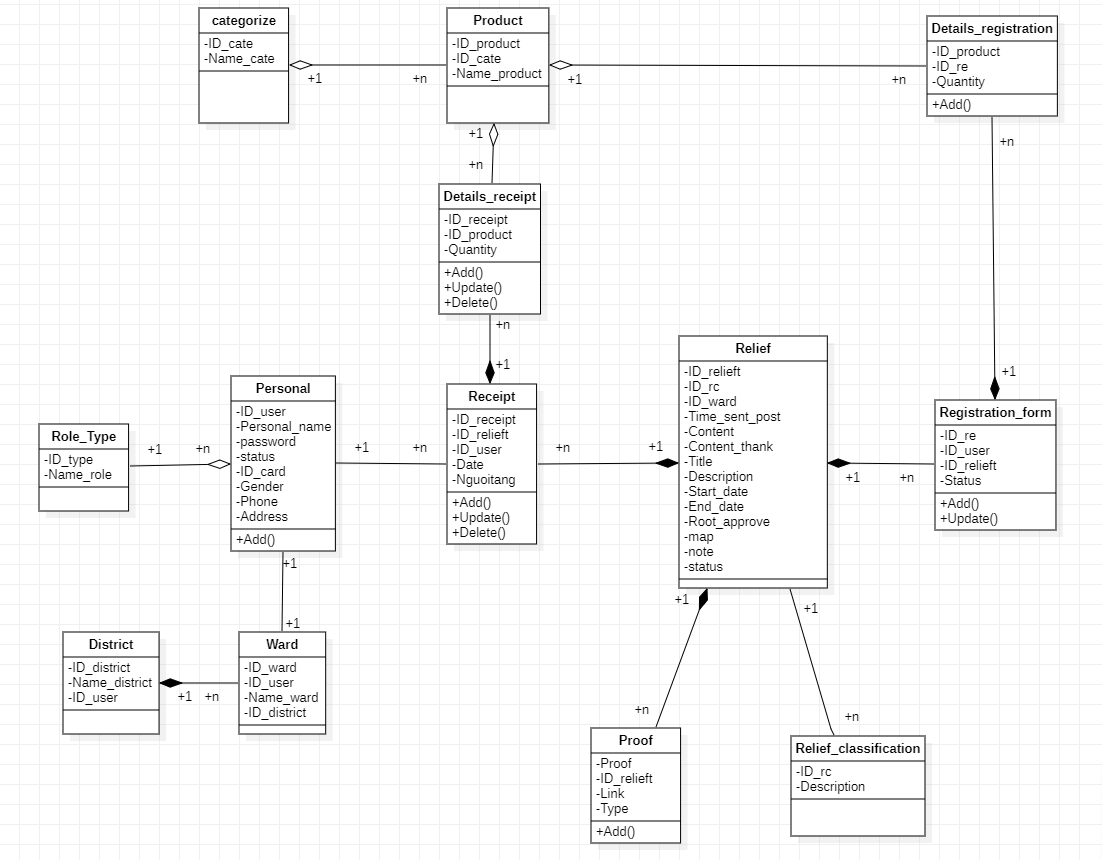 categorize
-ID_cate
-Name_cate
+1
+n
Product
-ID_product
-ID_cate
-Name_product
+1
+n
Details_registration
-ID_product
-ID_re
-Quantity
+Add()
+1
+n
+n
Details_receipt
-ID_receipt
-ID_product
-Quantity
+Add()
+Update()
+Delete()
+n
+1
+1
Role_Type
-ID_type
-Name_role
+1
+n
Personal
-ID_user
-Personal_name
-password
-status
-ID_card
-Gender
-Phone
-Address
+Add()
+1
+n
Receipt
-ID_receipt
-ID_relieft
-ID_user
-Date
-Nguoitang
+Add()
+Update()
+Delete()
+n
+1
Relief
-ID_relieft
-ID_rc
-ID_ward
-Time_sent_post
-Content
-Content_thank
-Title
-Description
-Start_date
-End_date
-Root_approve
-map
-note
-status
+1
+n
Registration_form
-ID_re
-ID_user
-ID_relieft
-Status
+Add()
+Update()
+1
+1
District
-ID_district
-Name_district
-ID_user
+1
+n
Ward
-ID_ward
-ID_user
-Name_ward
-ID_district
+1
+n
+1
+n
Proof
-Proof
-ID_relieft
-Link
-Type
+Add()
Relief_classification
-ID_rc
-Description